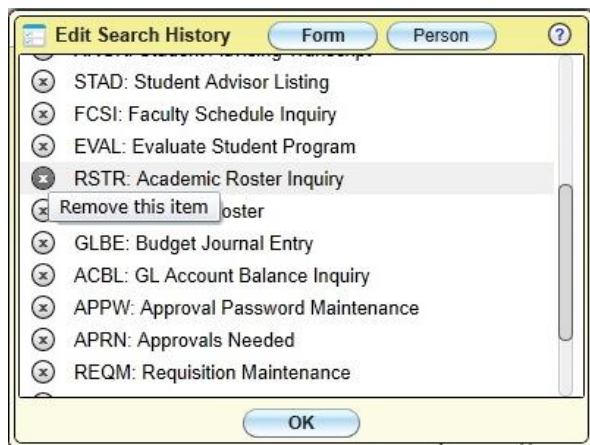 Edit Search History Form Person ?
STAD: Student Advisor Listing
FCSI: Faculty Schedule Inquiry
EVAL: Evaluate Student Program
RSTR: Academic Roster Inquiry
Remove this item oster
GLBE: Budget Journal Entry
ACBL: GL Account Balance Inquiry
APPW: Approval Password Maintenance
APRN: Approvals Needed
REQM: Requisition Maintenance
OK